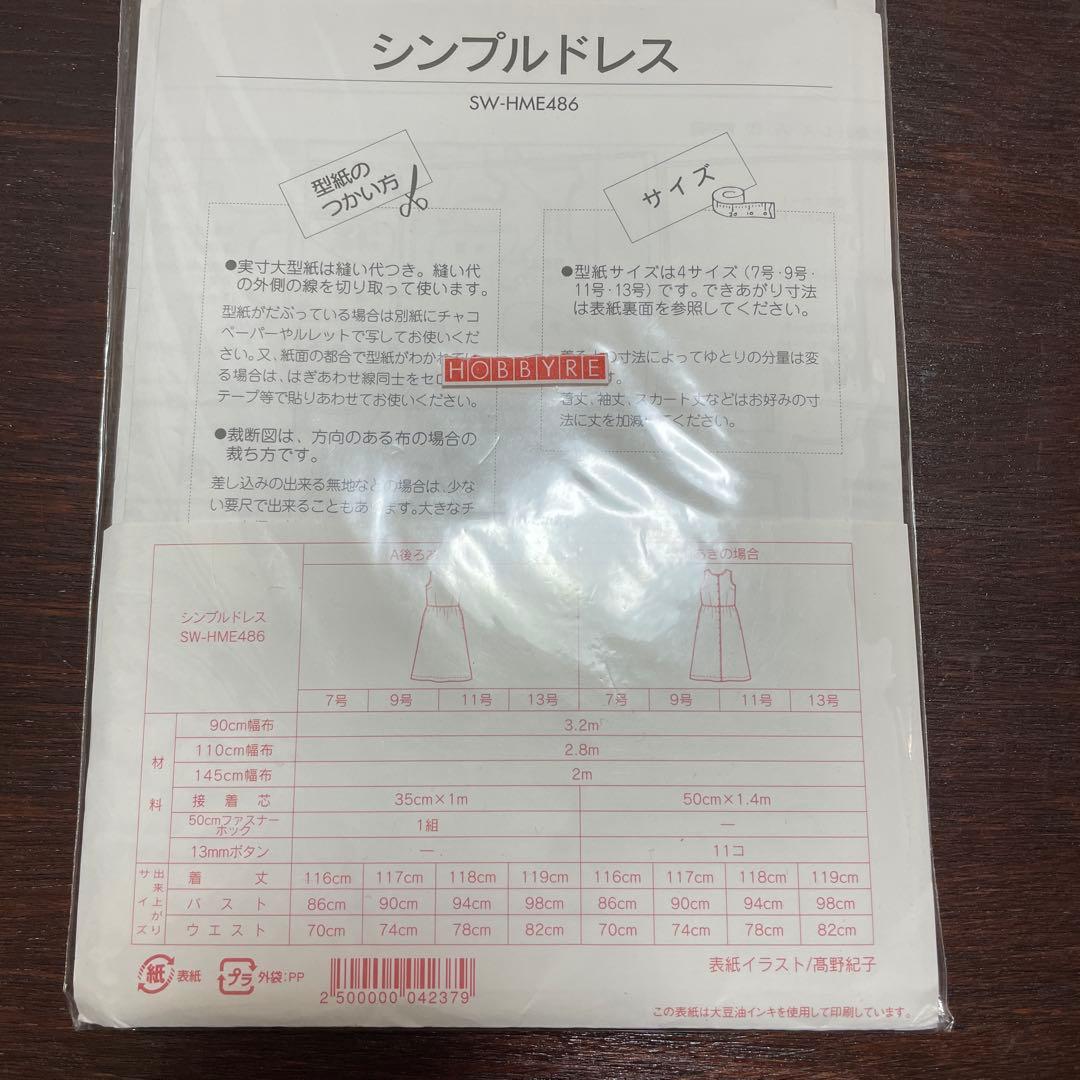 シンプルドレス
SW-HME486
型紙の
つかい方
●実寸大型紙は縫い代つき。縫い代
の外側の線を切り取って使います。
型紙がだぶっている場合は別紙にチャコ
ペーパーやルレットで写してお使いくだ
さい。又、紙面の都合で型紙がわかれてい
る場合は、はぎあわせ線同士をセロ
テープ等で貼りあわせてお使いください。
●裁断図は、方向のある布の場合の
裁ち方です。
差し込みの出来る無地などの場合は、少な
い要尺で出来ることもあります。大きなチ
サイズ
●型紙サイズは4サイズ(7号・9号・
11号・13号)です。できあがり寸法
は表紙裏面を参照してください。
の寸法によってゆとりの分量は変
す。
着丈、袖丈、スカート丈などはお好みの寸
法に丈を加減してください。
HOBBYRE
シンプルドレス
SW-HME486
A後ろあ
あきの場合
7号 9号 11号 13号 7号 9号 11号 13号
材料
90cm幅布 3.2m
110cm幅布 2.8m
145cm幅布 2m
接着芯 35cm×1m 50cm×1.4m
50cmファスナー
ホック 1組 —
13mmボタン — 11コ
出来上がり
サイズ
着丈 116cm 117cm 118cm 119cm 116cm 117cm 118cm 119cm
バスト 86cm 90cm 94cm 98cm 86cm 90cm 94cm 98cm
ウエスト 70cm 74cm 78cm 82cm 70cm 74cm 78cm 82cm
紙 表紙 プラ 外袋:PP
2 500000 042379
表紙イラスト/髙野紀子
この表紙は大豆油インキを使用して印刷しています。